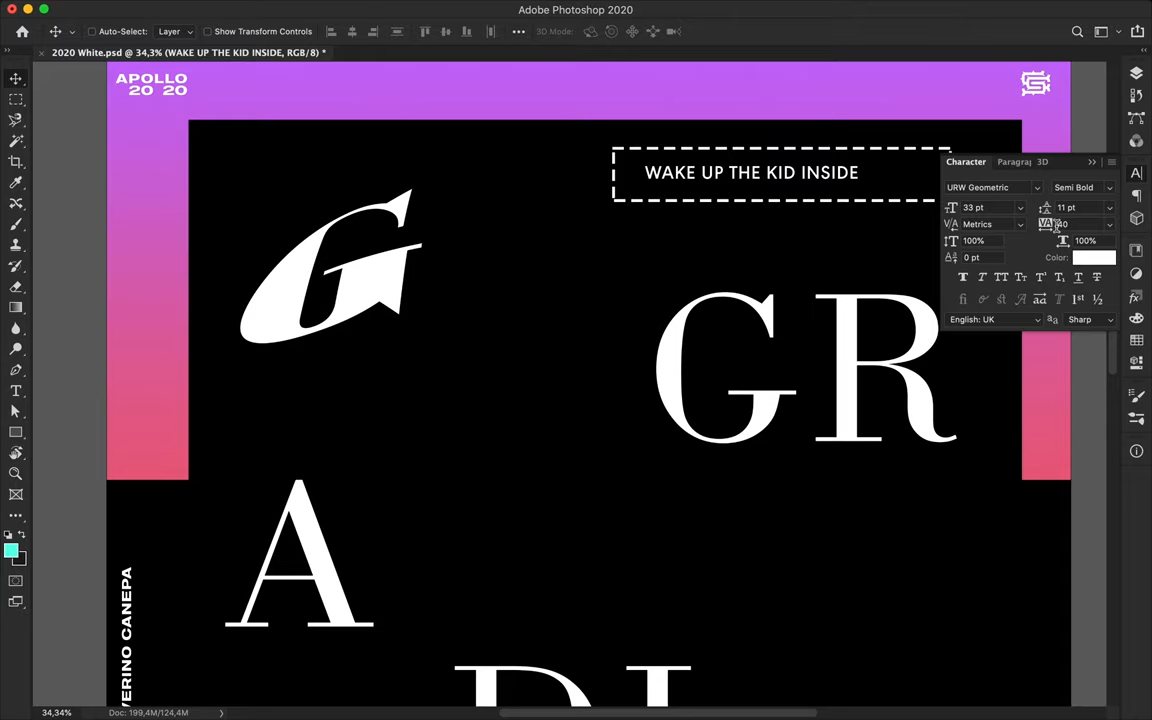 Adobe Photoshop 2020
Auto-Select: Layer Show Transform Controls 3D Mode:
2020 White.psd @ 34,3% (WAKE UP THE KID INSIDE, RGB/8) *
APOLLO
20 20
WAKE UP THE KID INSIDE
G
G R
A
VERINO CANEPA
Character Paragra 3D
URW Geometric Semi Bold
33 pt 11 pt
Metrics 40
100% 100%
0 pt Color:
English: UK Sharp
34,34% Doc: 199,4M/124,4M